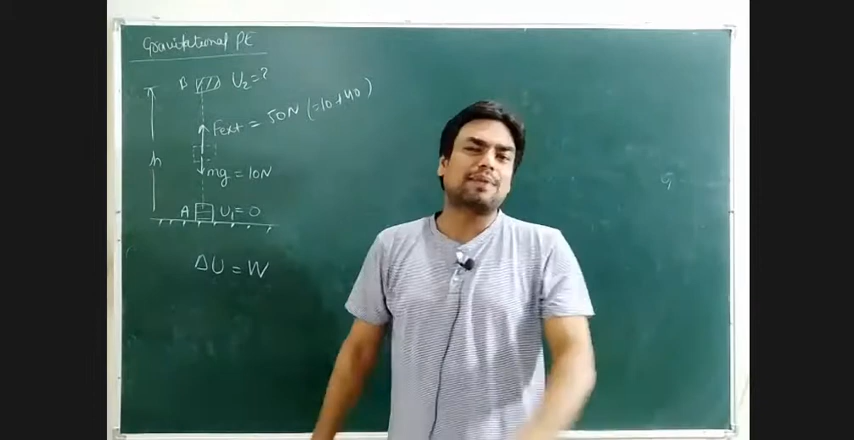 Gravitational PE
B U₂=?
Fext = 50N (=10+40)
h
mg = 10N
A U₁=0
ΔU = W